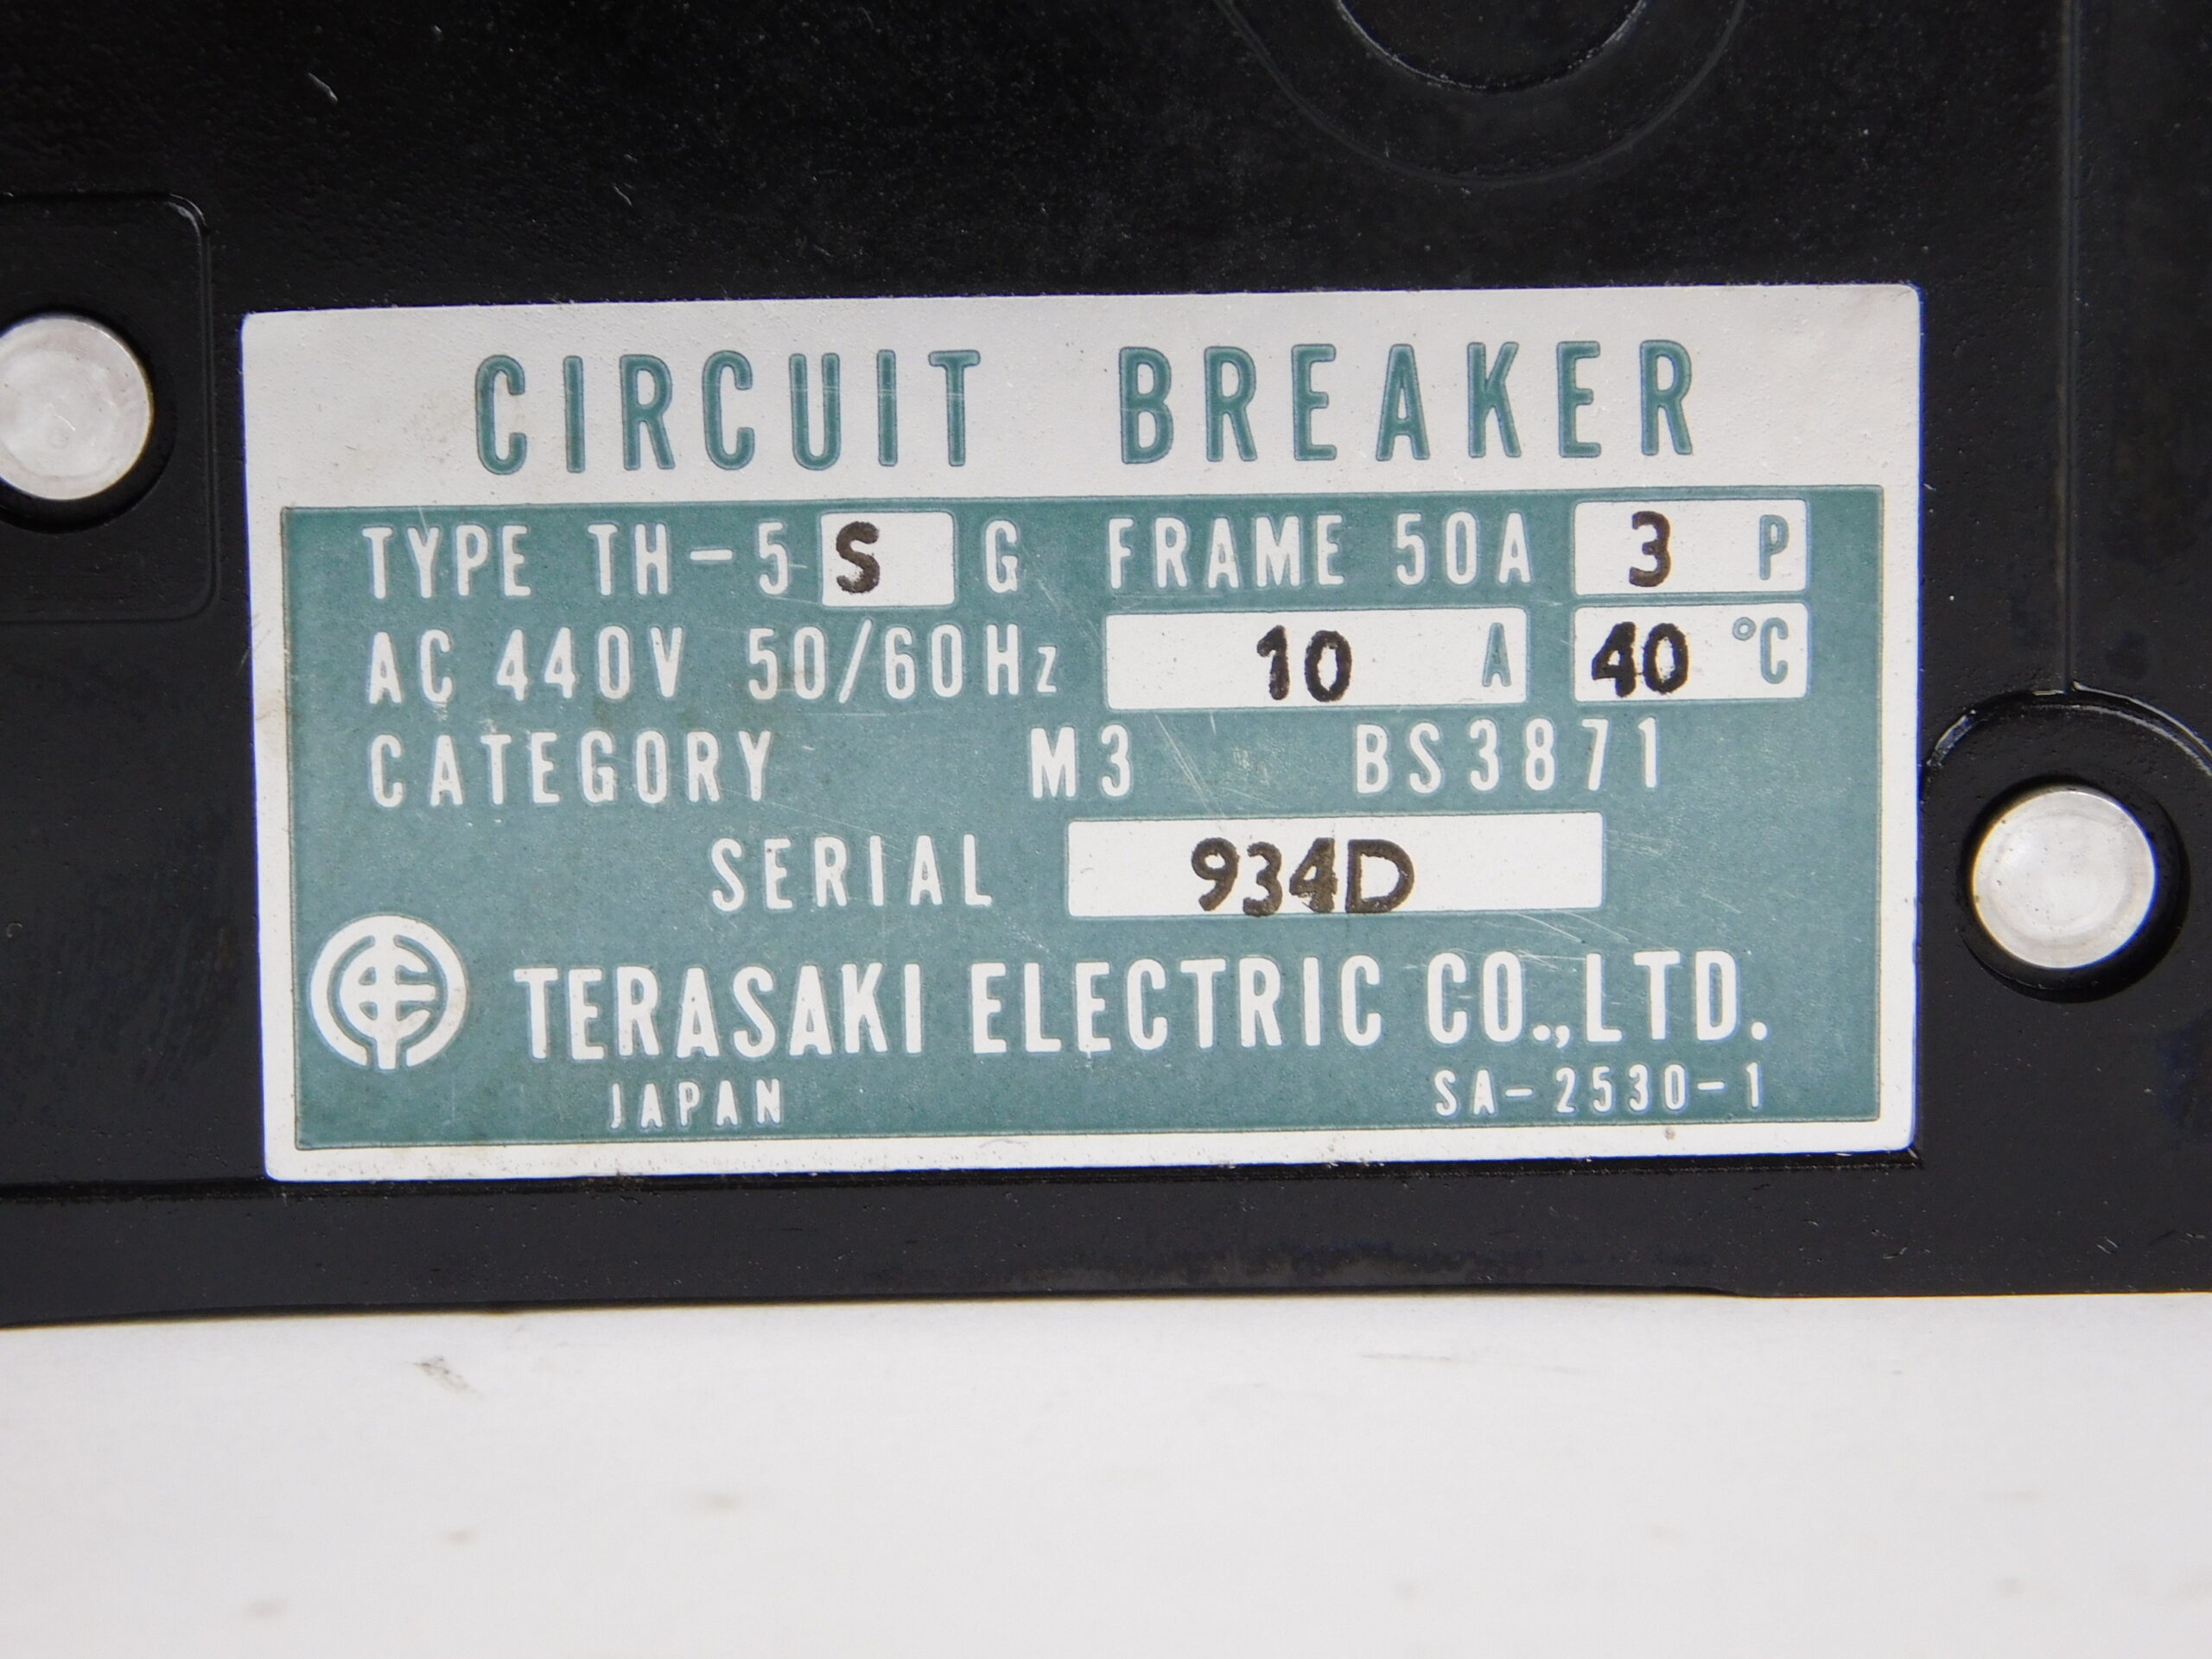 CIRCUIT BREAKER
TYPE TH-5 S G FRAME 50A 3 P
AC 440V 50/60Hz 10 A 40 °C
CATEGORY M3 BS3871
SERIAL 934D
TERASAKI ELECTRIC CO.,LTD.
JAPAN SA-2530-1